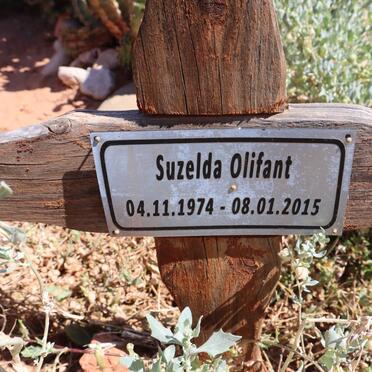 Suzelda Olifant
04.11.1974 - 08.01.2015